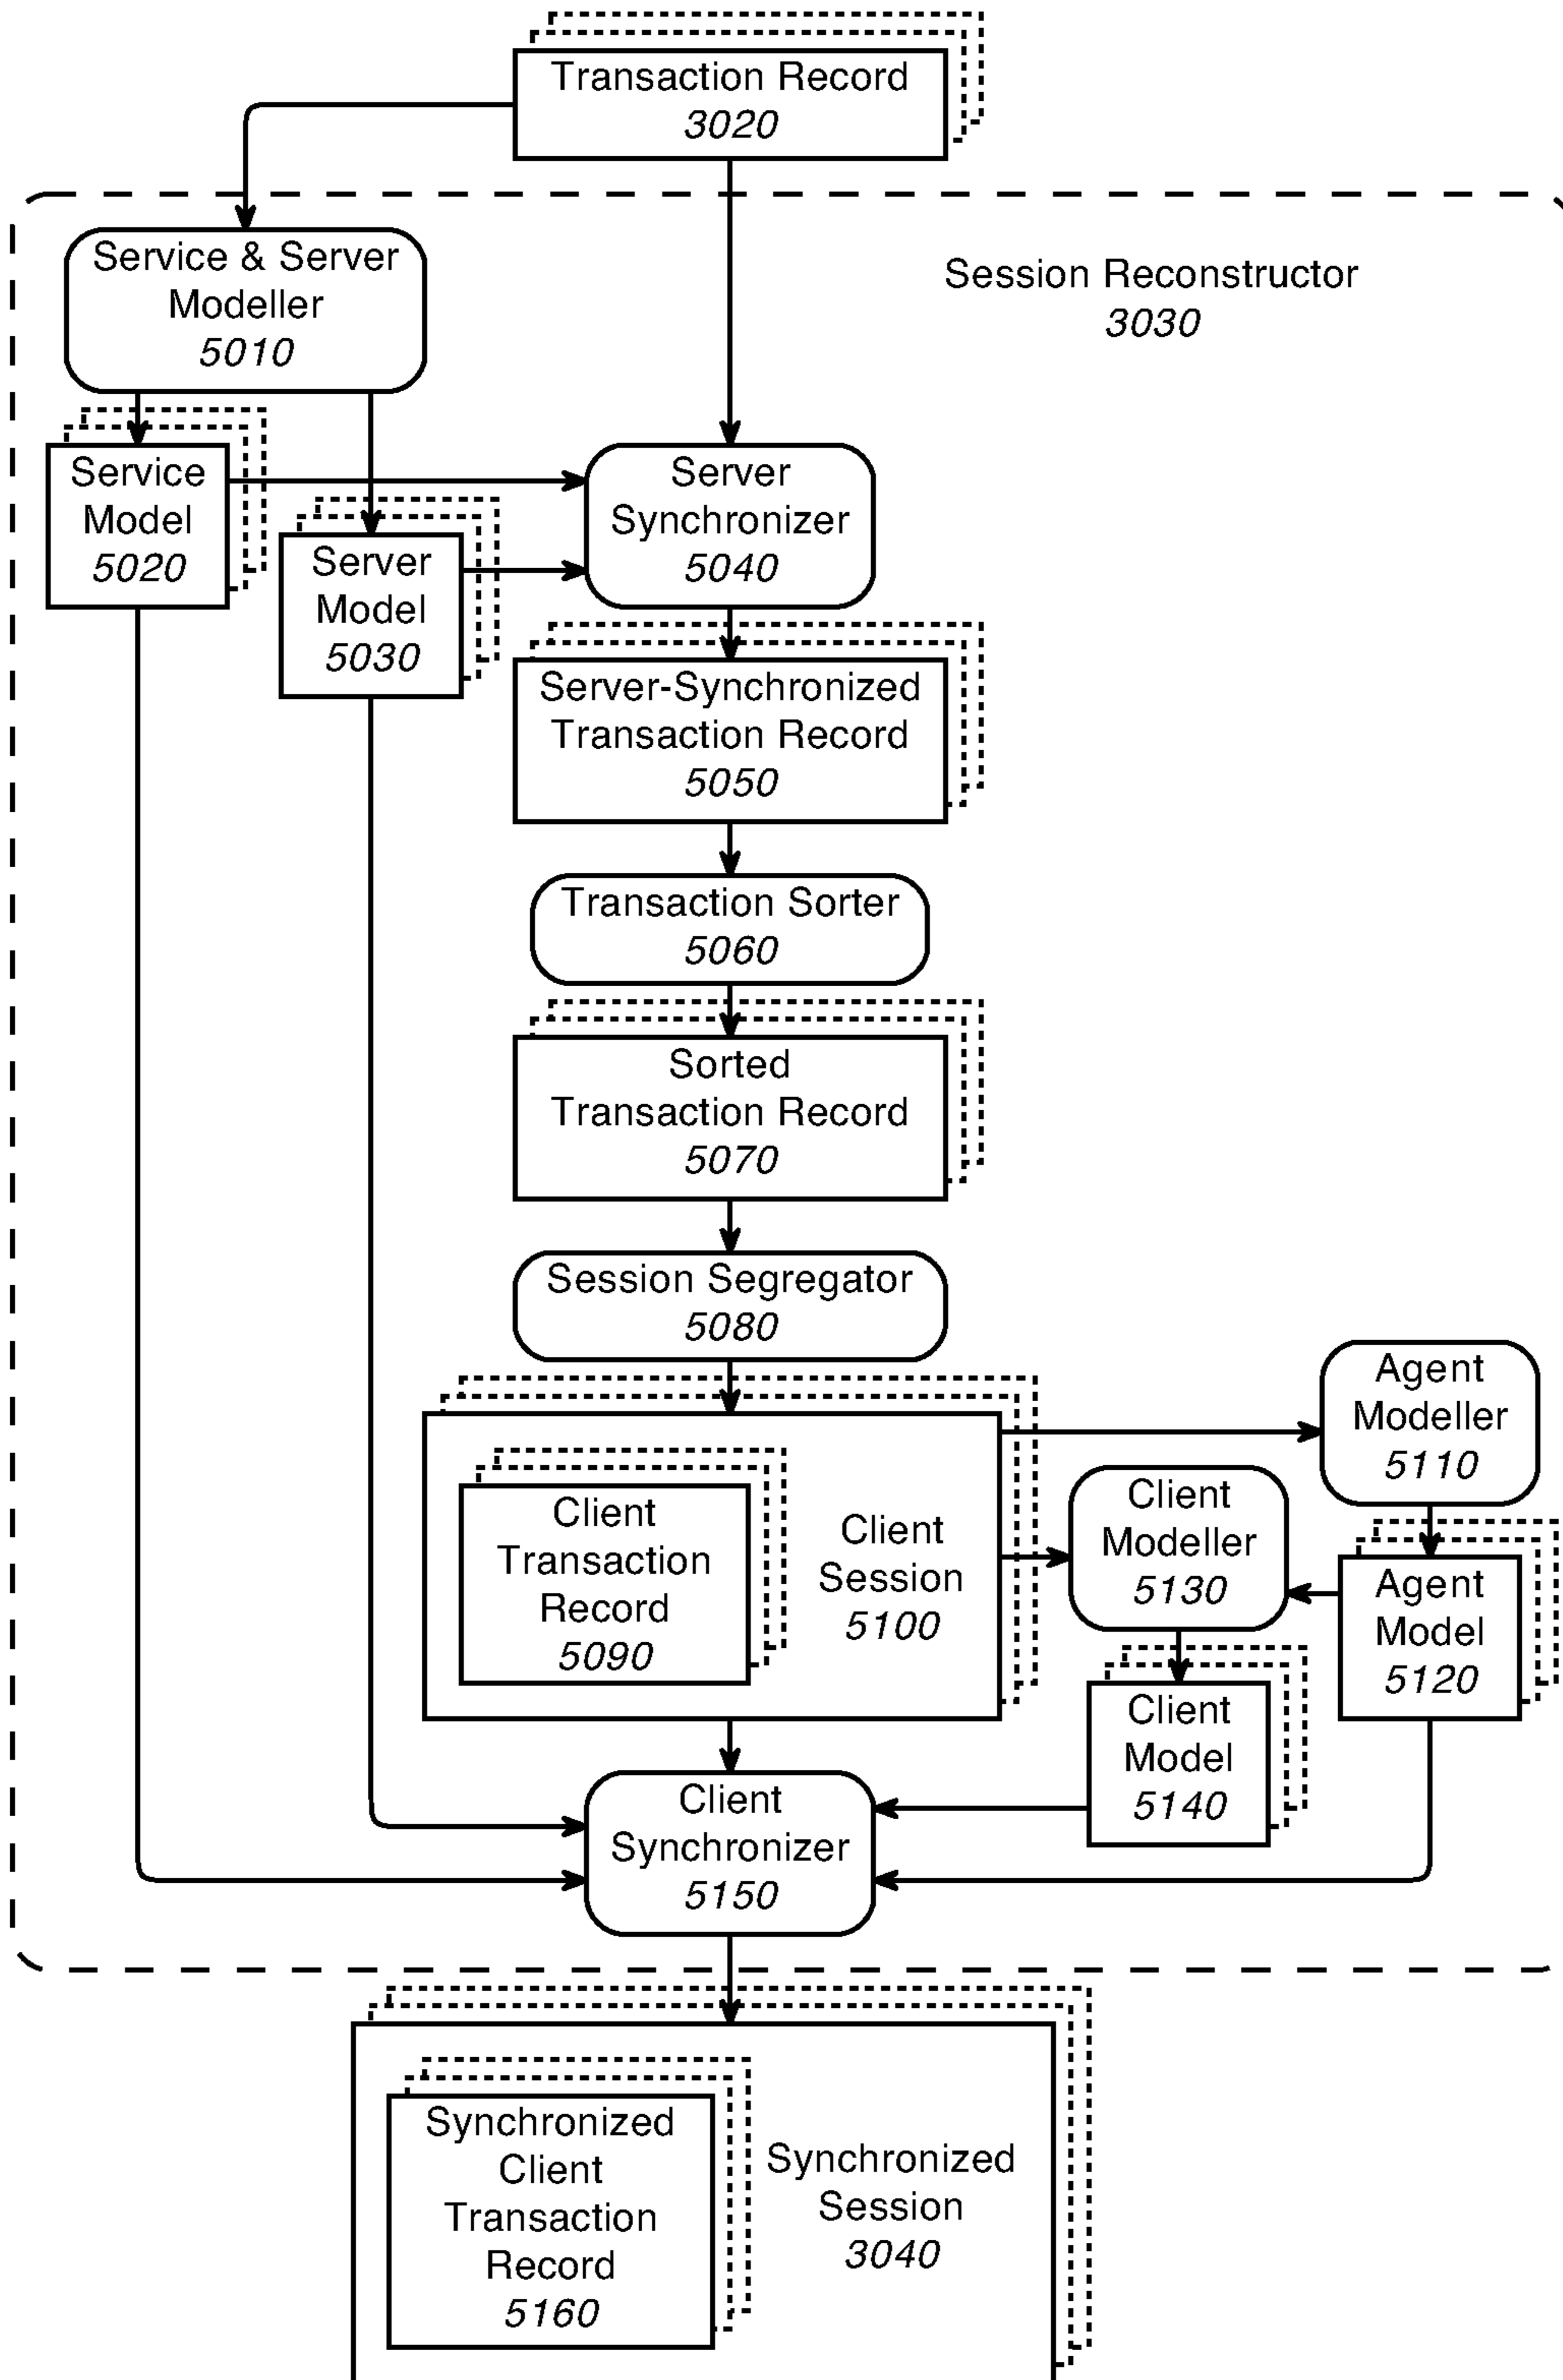 Transaction Record
3020
Service & Server
Modeller
5010
Session Reconstructor
3030
Service
Model
5020
Server
Model
5030
Server
Synchronizer
5040
Server-Synchronized
Transaction Record
5050
Transaction Sorter
5060
Sorted
Transaction Record
5070
Session Segregator
5080
Client
Transaction
Record
5090
Client
Session
5100
Agent
Modeller
5110
Client
Modeller
5130
Agent
Model
5120
Client
Model
5140
Client
Synchronizer
5150
Synchronized
Client
Transaction
Record
5160
Synchronized
Session
3040